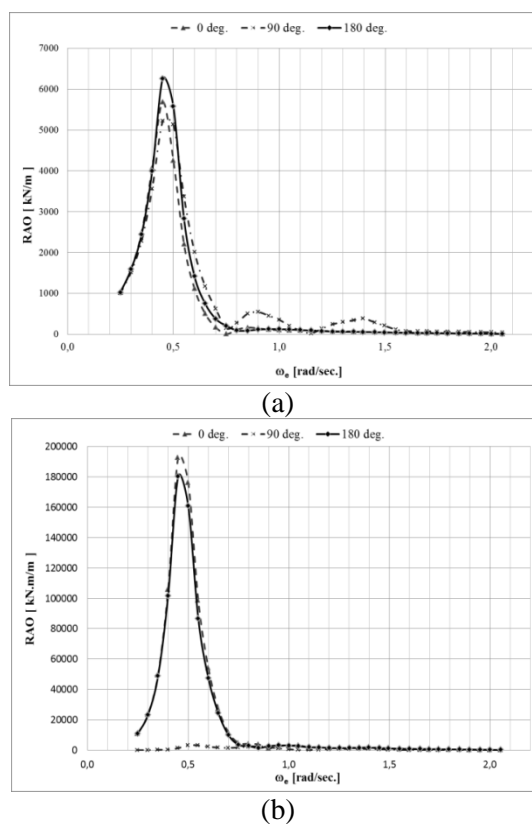 0 deg. 90 deg. 180 deg.
7000
6000
5000
4000
3000
2000
1000
0
RAO [ kN/m ]
0,0 0,5 1,0 1,5 2,0
ωe [rad/sec.]
(a)
0 deg. 90 deg. 180 deg.
200000
180000
160000
140000
120000
100000
80000
60000
40000
20000
0
RAO [ kN.m/m ]
0,0 0,5 1,0 1,5 2,0
ωe [rad/sec.]
(b)